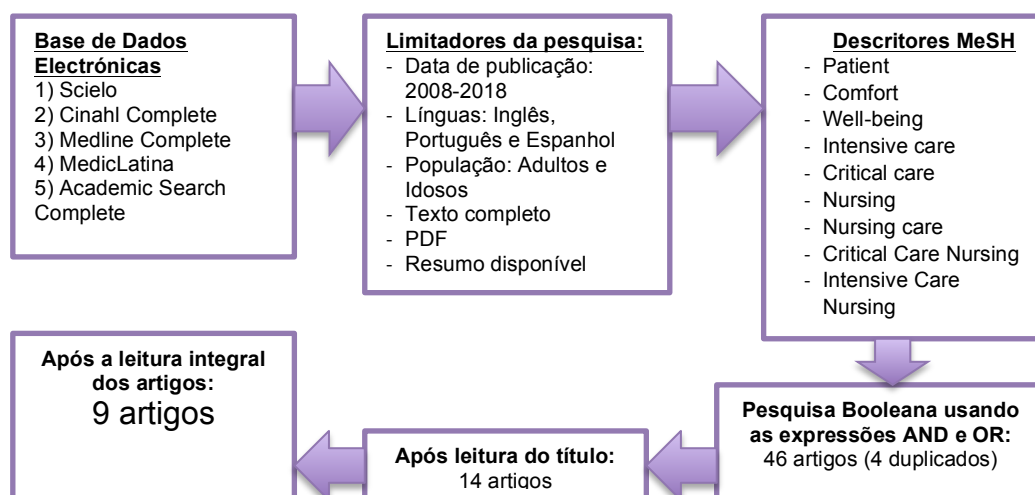 Base de Dados
Electrónicas
1) Scielo
2) Cinahl Complete
3) Medline Complete
4) MedicLatina
5) Academic Search
Complete
Limitadores da pesquisa:
- Data de publicação:
2008-2018
- Línguas: Inglês,
Português e Espanhol
- População: Adultos e
Idosos
- Texto completo
- PDF
- Resumo disponível
Descritores MeSH
- Patient
- Comfort
- Well-being
- Intensive care
- Critical care
- Nursing
- Nursing care
- Critical Care Nursing
- Intensive Care
Nursing
Pesquisa Booleana usando
as expressões AND e OR:
46 artigos (4 duplicados)
Após leitura do título:
14 artigos
Após a leitura integral
dos artigos:
9 artigos